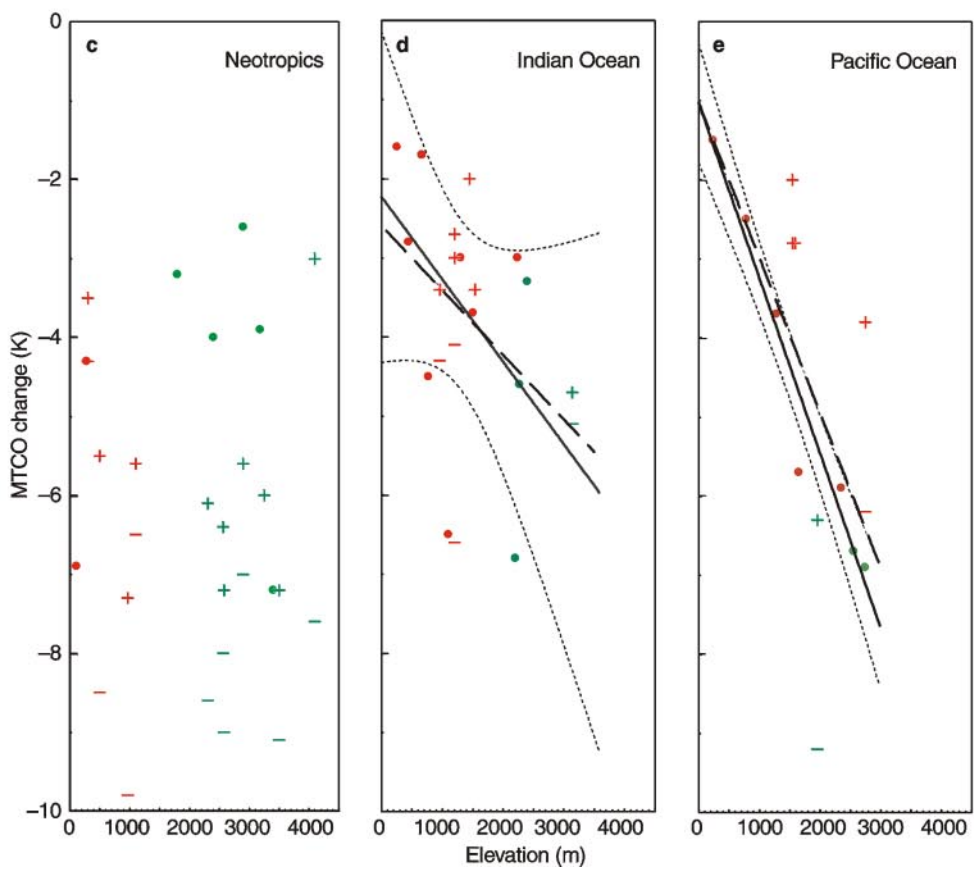 c
Neotropics
d
Indian Ocean
e
Pacific Ocean
MTCO change (K)
0
−2
−4
−6
−8
−10
0 1000 2000 3000 4000
0 1000 2000 3000 4000
0 1000 2000 3000 4000
Elevation (m)